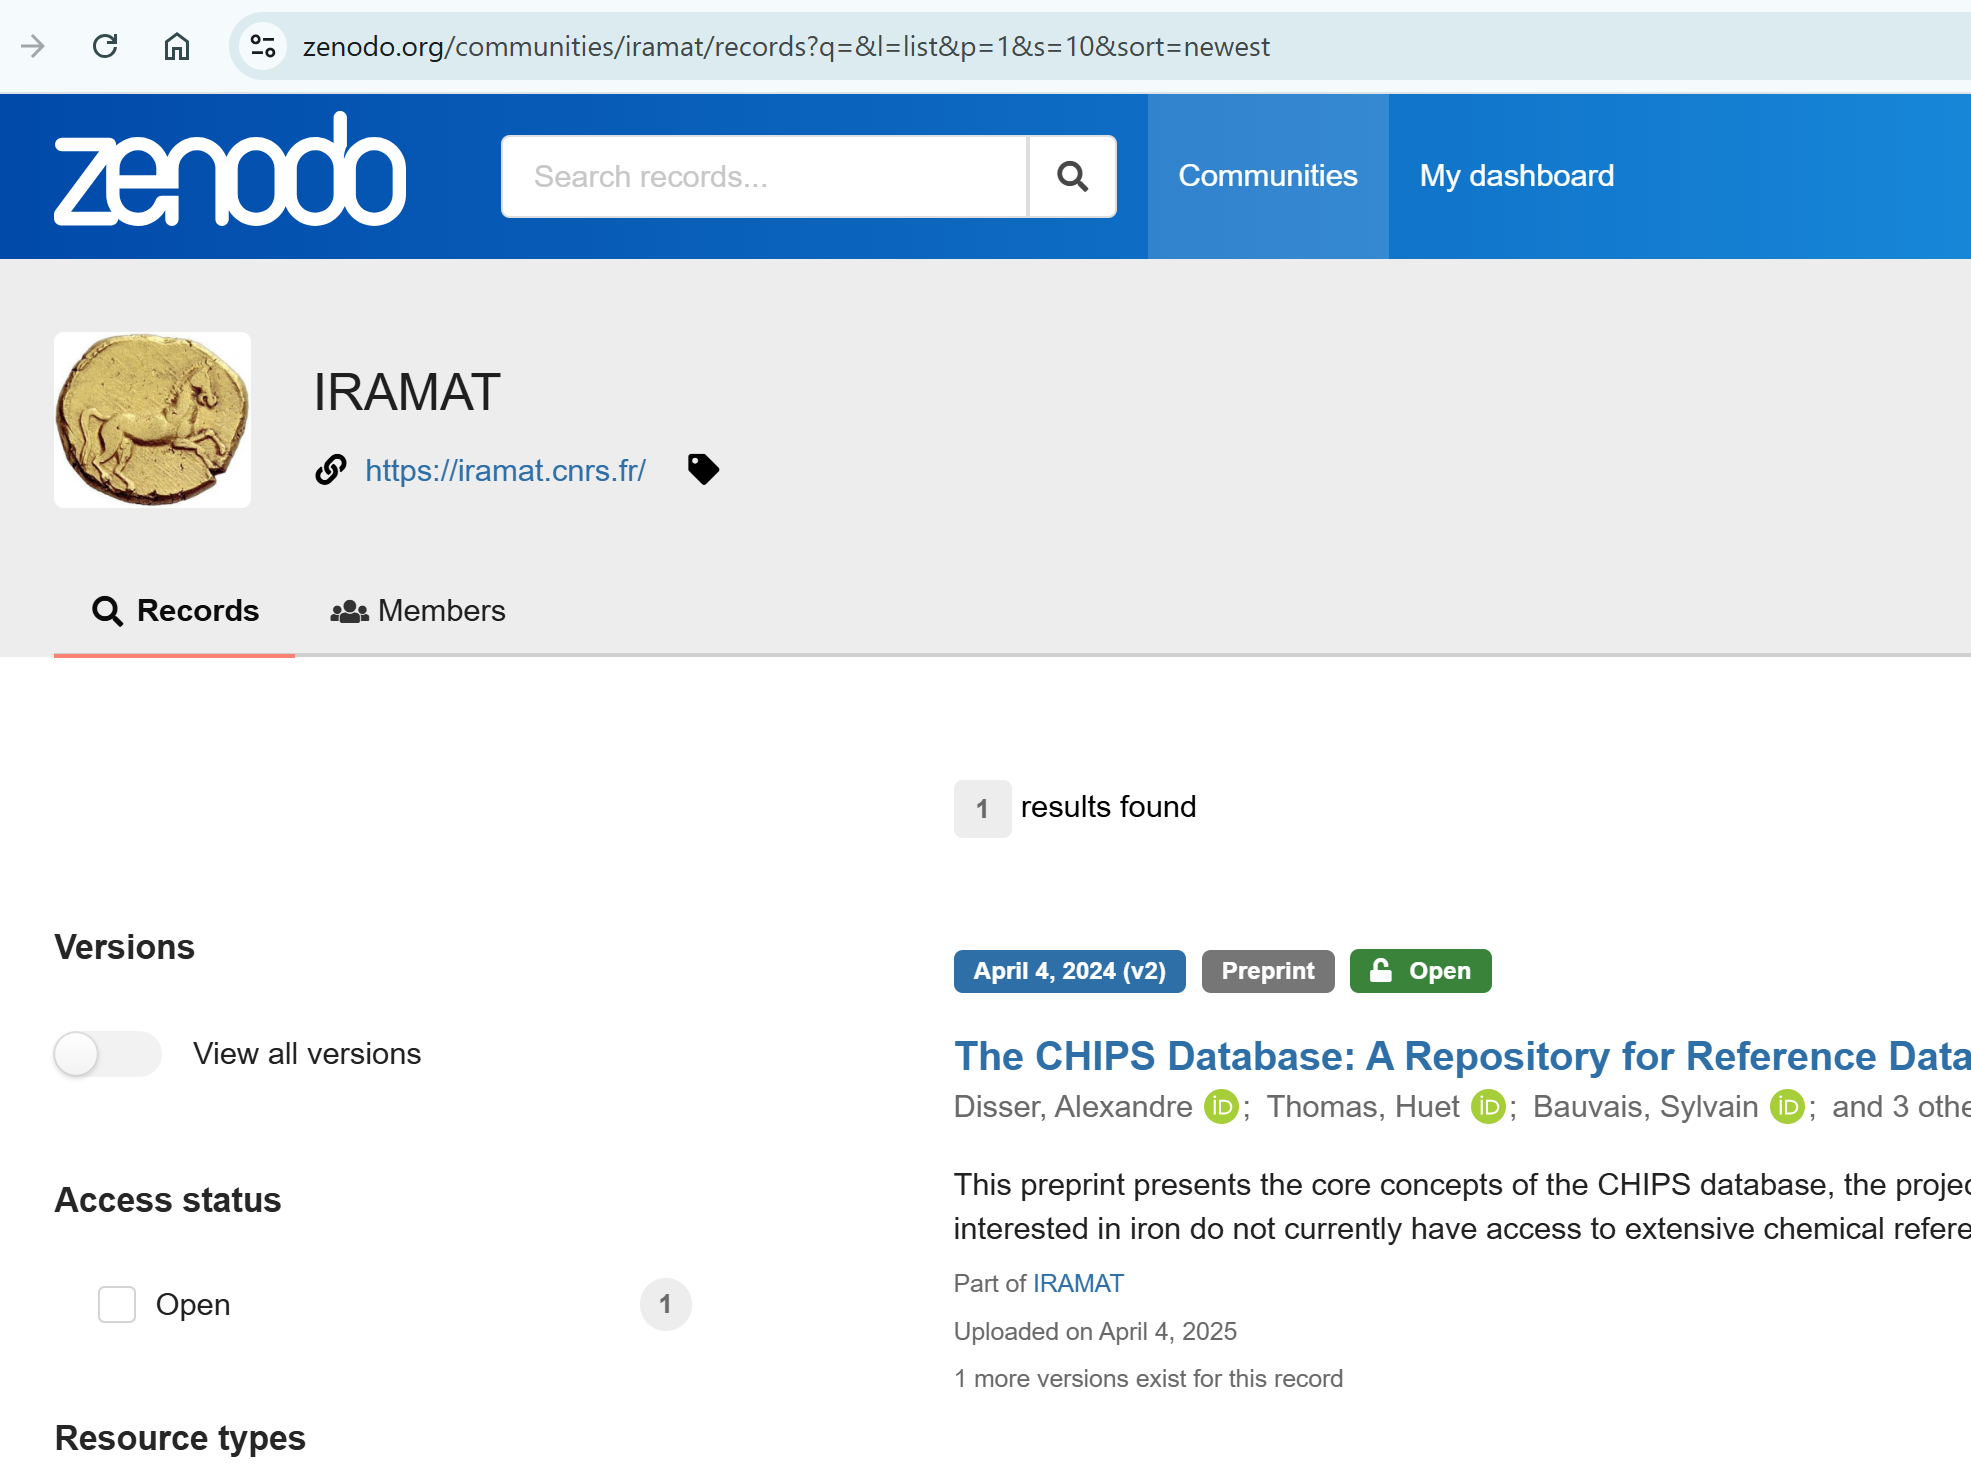 zenodo.org/communities/iramat/records?q=&l=list&p=1&s=10&sort=newest
zenodo
Search records...
Communities
My dashboard
IRAMAT
https://iramat.cnrs.fr/
Records
Members
1 results found
Versions
View all versions
Access status
Open
1
Resource types
April 4, 2024 (v2)
Preprint
Open
The CHIPS Database: A Repository for Reference Data
Disser, Alexandre iD; Thomas, Huet iD; Bauvais, Sylvain iD; and 3 othe
This preprint presents the core concepts of the CHIPS database, the projec
interested in iron do not currently have access to extensive chemical refere
Part of IRAMAT
Uploaded on April 4, 2025
1 more versions exist for this record